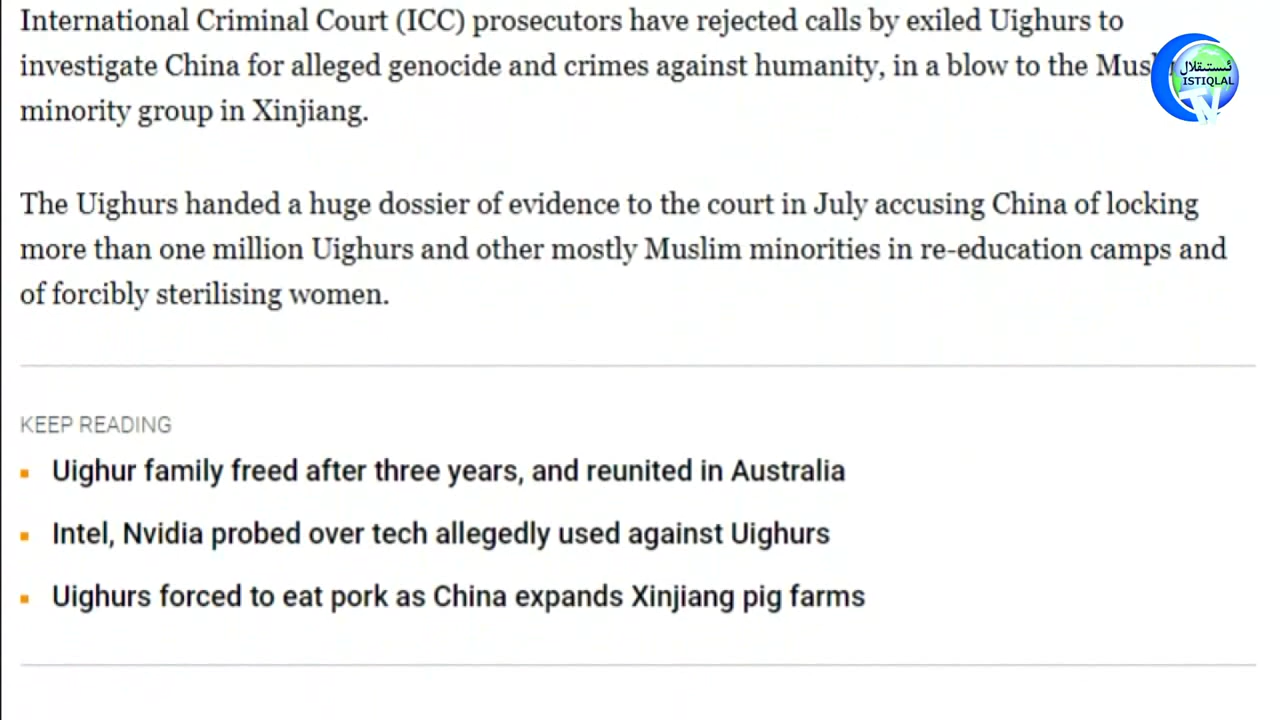 International Criminal Court (ICC) prosecutors have rejected calls by exiled Uighurs to
investigate China for alleged genocide and crimes against humanity, in a blow to the
minority group in Xinjiang.
ئىستىقلال
ISTIQLAL
TV
The Uighurs handed a huge dossier of evidence to the court in July accusing China of locking
more than one million Uighurs and other mostly Muslim minorities in re-education camps and
of forcibly sterilising women.
KEEP READING
Uighur family freed after three years, and reunited in Australia
Intel, Nvidia probed over tech allegedly used against Uighurs
Uighurs forced to eat pork as China expands Xinjiang pig farms